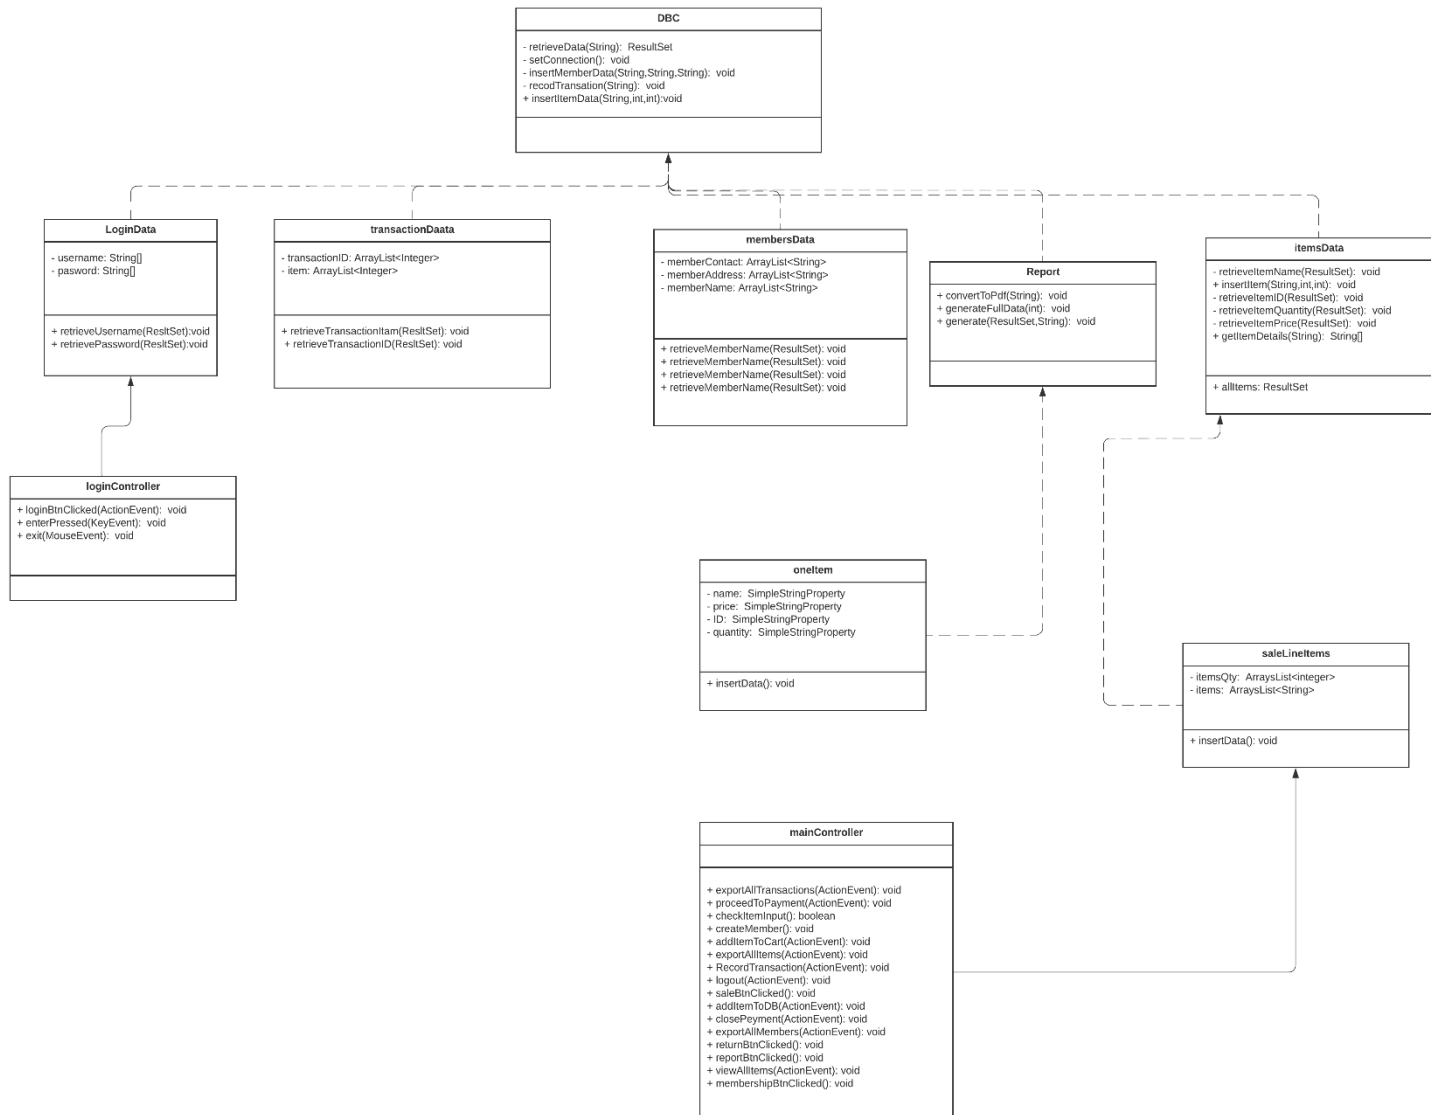 DBC
- retrieveData(String):  ResultSet
- setConnection():  void
- insertMemberData(String,String,String):  void
- recodTransation(String):  void
+ insertItemData(String,int,int):void
LoginData
- username: String[]
- pasword: String[]
+ retrieveUsername(ResltSet):void
+ retrievePassword(ResltSet):void
transactionDaata
- transactionID: ArrayList<Integer>
- item: ArrayList<Integer>
+ retrieveTransactionItam(ResltSet): void
+ retrieveTransactionID(ResltSet): void
membersData
- memberContact: ArrayList<String>
- memberAddress: ArrayList<String>
- memberName: ArrayList<String>
+ retrieveMemberName(ResultSet): void
+ retrieveMemberName(ResultSet): void
+ retrieveMemberName(ResultSet): void
+ retrieveMemberName(ResultSet): void
Report
+ convertToPdf(String):  void
+ generateFullData(int):  void
+ generate(ResultSet,String):  void
itemsData
- retrieveItemName(ResultSet):  void
+ insertItem(String,int,int):  void
- retrieveItemID(ResultSet):  void
- retrieveItemQuantity(ResultSet):  void
- retrieveItemPrice(ResultSet):  void
+ getItemDetails(String):  String[]
+ allItems: ResultSet
loginController
+ loginBtnClicked(ActionEvent):  void
+ enterPressed(KeyEvent):  void
+ exit(MouseEvent):  void
oneItem
- name:  SimpleStringProperty
- price:  SimpleStringProperty
- ID:  SimpleStringProperty
- quantity:  SimpleStringProperty
+ insertData(): void
saleLineItems
- itemsQty:  ArraysList<integer>
- items:  ArraysList<String>
+ insertData(): void
mainController
+ exportAllTransactions(ActionEvent): void
+ proceedToPayment(ActionEvent): void
+ checkItemInput(): boolean
+ createMember(): void
+ addItemToCart(ActionEvent): void
+ exportAllItems(ActionEvent): void
+ RecordTransaction(ActionEvent): void
+ logout(ActionEvent): void
+ saleBtnClicked(): void
+ addItemToDB(ActionEvent): void
+ closePeyment(ActionEvent): void
+ exportAllMembers(ActionEvent): void
+ returnBtnClicked(): void
+ reportBtnClicked(): void
+ viewAllItems(ActionEvent): void
+ membershipBtnClicked(): void